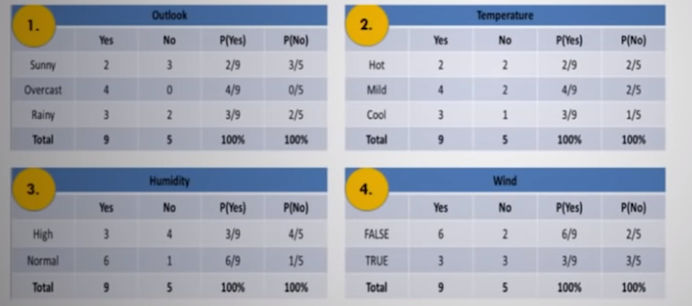 1.
Outlook
Yes No P(Yes) P(No)
Sunny 2 3 2/9 3/5
Overcast 4 0 4/9 0/5
Rainy 3 2 3/9 2/5
Total 9 5 100% 100%
2.
Temperature
Yes No P(Yes) P(No)
Hot 2 2 2/9 2/5
Mild 4 2 4/9 2/5
Cool 3 1 3/9 1/5
Total 9 5 100% 100%
3.
Humidity
Yes No P(Yes) P(No)
High 3 4 3/9 4/5
Normal 6 1 6/9 1/5
Total 9 5 100% 100%
4.
Wind
Yes No P(Yes) P(No)
FALSE 6 2 6/9 2/5
TRUE 3 3 3/9 3/5
Total 9 5 100% 100%